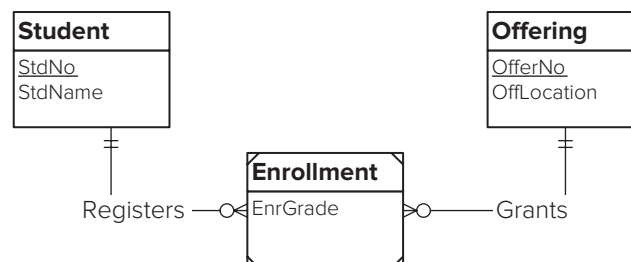 Student
StdNo
StdName
Offering
OfferNo
OffLocation
Enrollment
EnrGrade
Registers
Grants